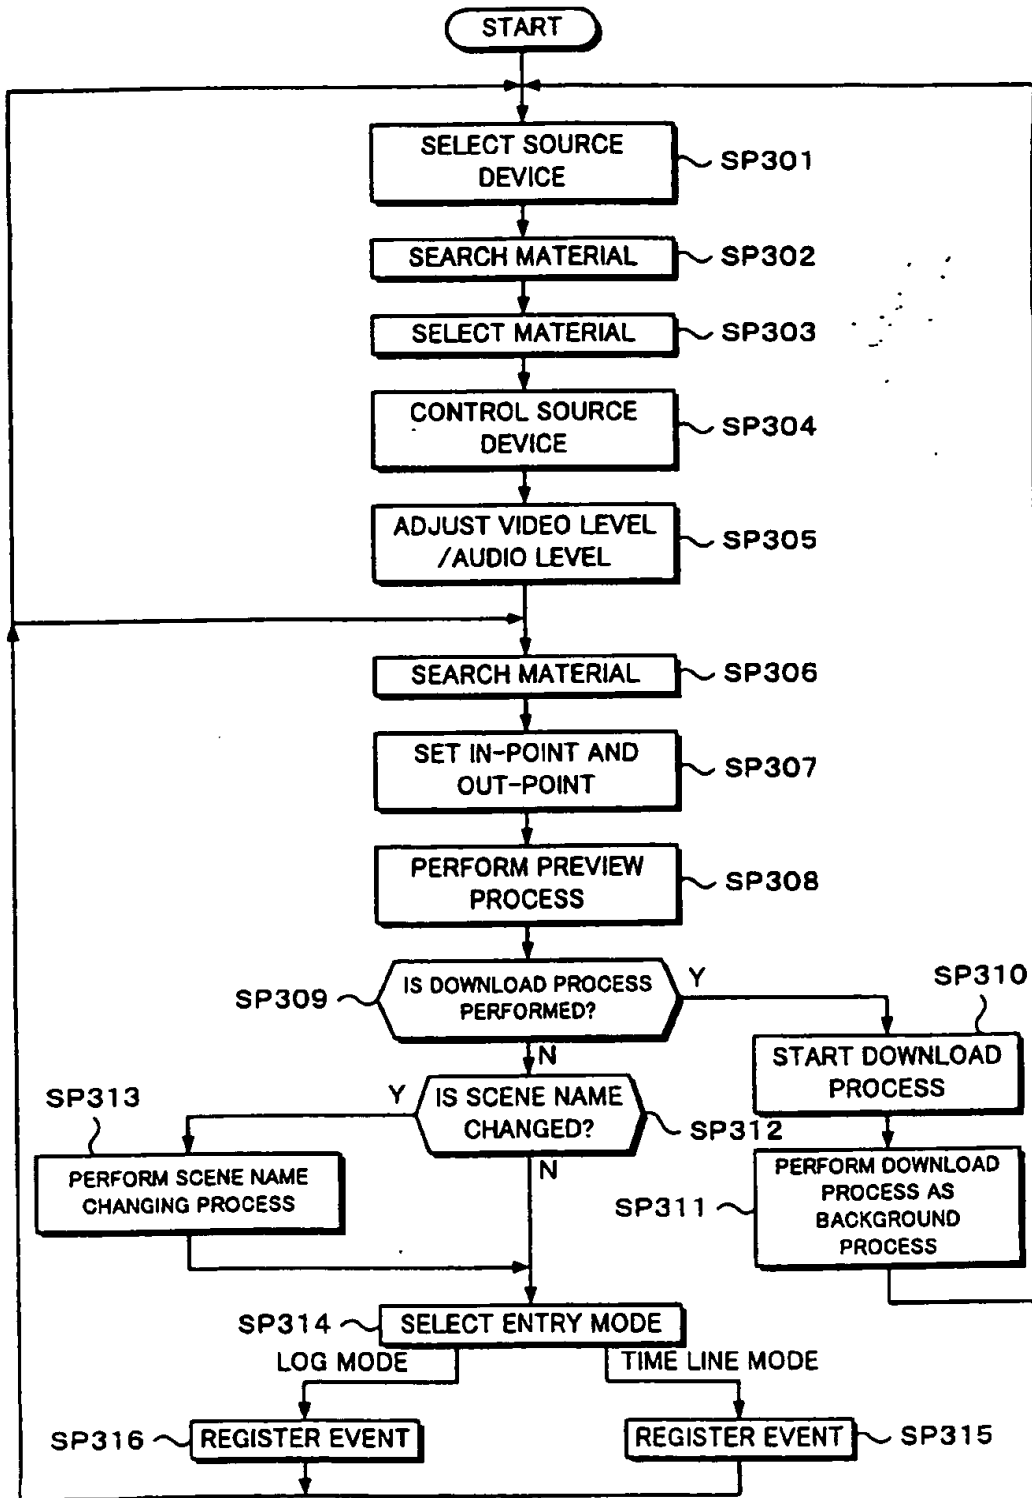 START
SELECT SOURCE
DEVICE
SP301
SEARCH MATERIAL
SP302
SELECT MATERIAL
SP303
CONTROL SOURCE
DEVICE
SP304
ADJUST VIDEO LEVEL
/AUDIO LEVEL
SP305
SEARCH MATERIAL
SP306
SET IN-POINT AND
OUT-POINT
SP307
PERFORM PREVIEW
PROCESS
SP308
SP309
IS DOWNLOAD PROCESS
PERFORMED?
Y
N
SP310
START DOWNLOAD
PROCESS
SP311
PERFORM DOWNLOAD
PROCESS AS
BACKGROUND
PROCESS
IS SCENE NAME
CHANGED?
SP312
Y
N
SP313
PERFORM SCENE NAME
CHANGING PROCESS
SP314
SELECT ENTRY MODE
LOG MODE
TIME LINE MODE
SP316
REGISTER EVENT
REGISTER EVENT
SP315